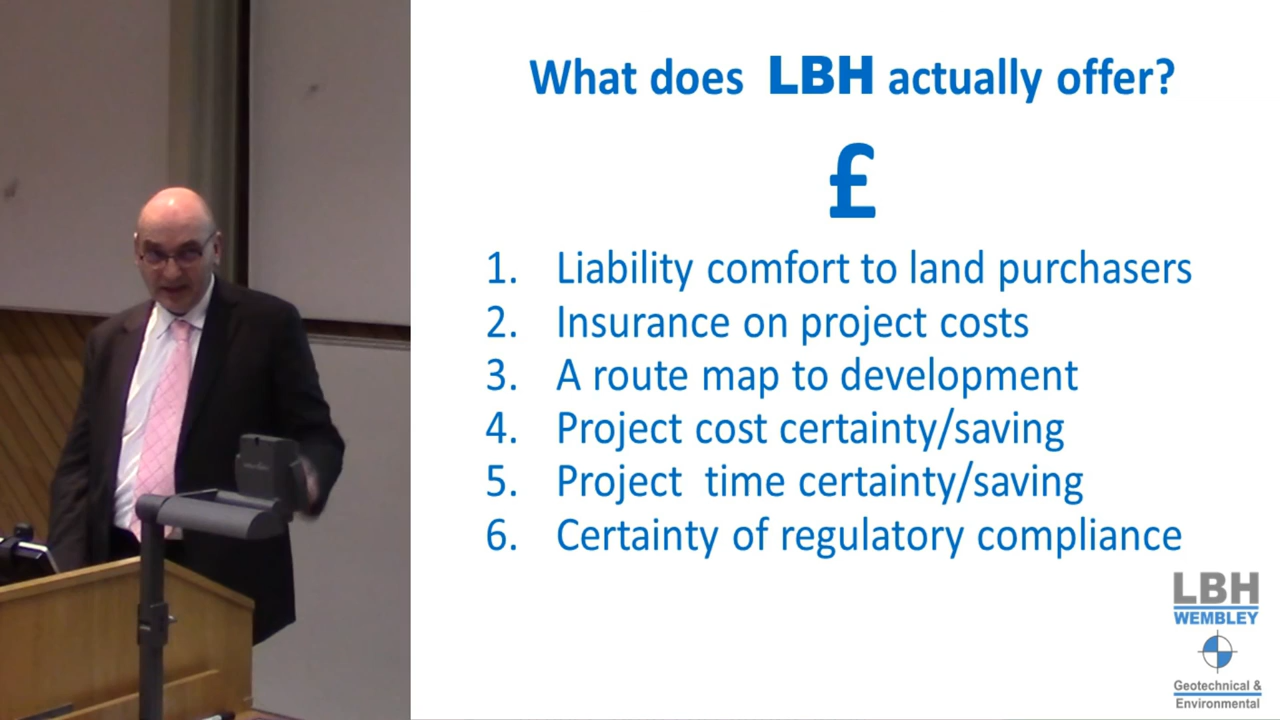 What does LBH actually offer?
£
1. Liability comfort to land purchasers
2. Insurance on project costs
3. A route map to development
4. Project cost certainty/saving
5. Project time certainty/saving
6. Certainty of regulatory compliance
LBH
WEMBLEY
Geotechnical &
Environmental